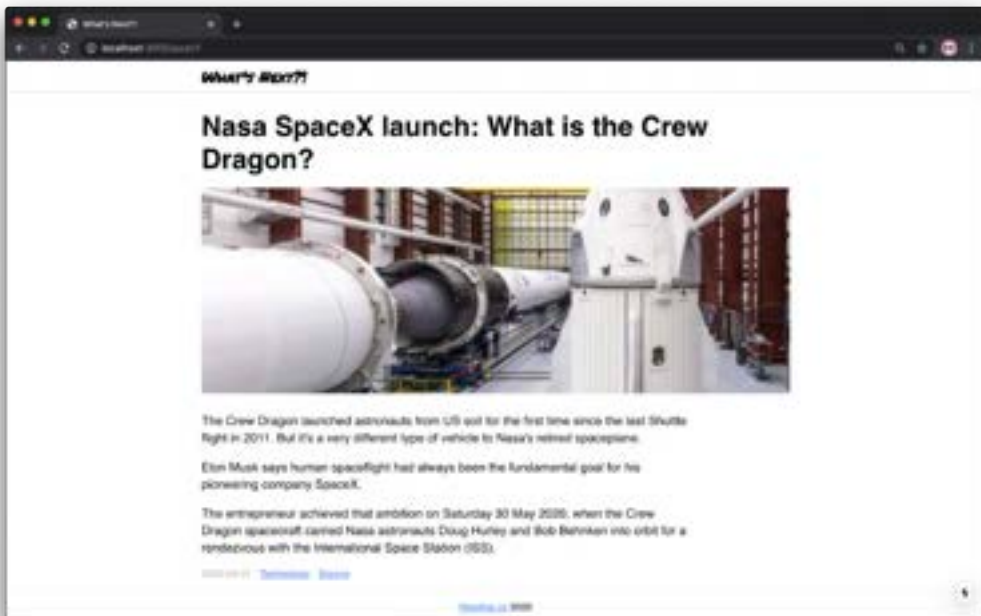 What's Next?!
localhost
What's Next?!
Nasa SpaceX launch: What is the Crew
Dragon?
The Crew Dragon launched astronauts from US soil for the first time since the last Shuttle
flight in 2011. But it's a very different type of vehicle to Nasa's retired spaceplane.
Elon Musk says human spaceflight had always been the fundamental goal for his
pioneering company SpaceX.
The entrepreneur achieved that ambition on Saturday 30 May 2020, when the Crew
Dragon spacecraft carried Nasa astronauts Doug Hurley and Bob Behnken into orbit for a
rendezvous with the International Space Station (ISS).
Technology
2020